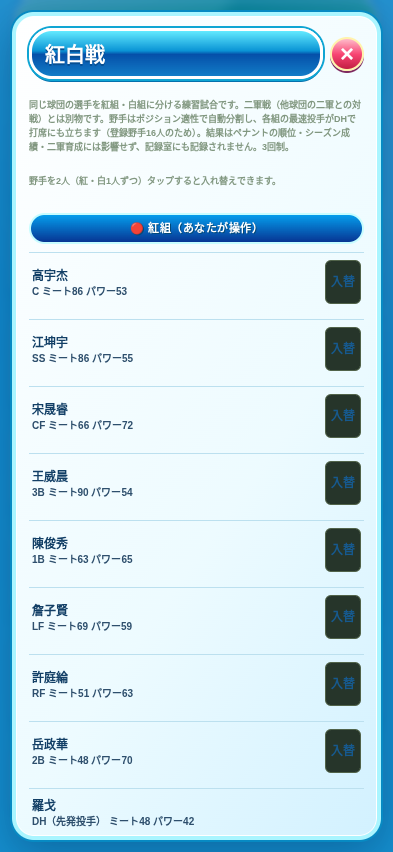 紅白戦
✕
同じ球団の選手を紅組・白組に分ける練習試合です。二軍戦（他球団の二軍との対
戦）とは別物です。野手はポジション適性で自動分割し、各組の最速投手がDHで
打席にも立ちます（登録野手16人のため）。結果はペナントの順位・シーズン成
績・二軍育成には影響せず、記録室にも記録されません。3回制。
野手を2人（紅・白1人ずつ）タップすると入れ替えできます。
🔴 紅組（あなたが操作）
高宇杰
C ミート86 パワー53
入替
江坤宇
SS ミート86 パワー55
入替
宋晟睿
CF ミート66 パワー72
入替
王威晨
3B ミート90 パワー54
入替
陳俊秀
1B ミート63 パワー65
入替
詹子賢
LF ミート69 パワー59
入替
許庭綸
RF ミート51 パワー63
入替
岳政華
2B ミート48 パワー70
入替
羅戈
DH（先発投手） ミート48 パワー42